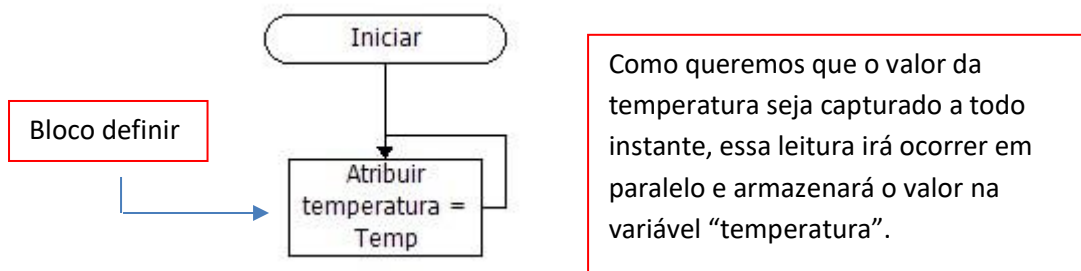 Iniciar
Bloco definir
Atribuir
temperatura =
Temp
Como queremos que o valor da
temperatura seja capturado a todo
instante, essa leitura irá ocorrer em
paralelo e armazenará o valor na
variável “temperatura”.